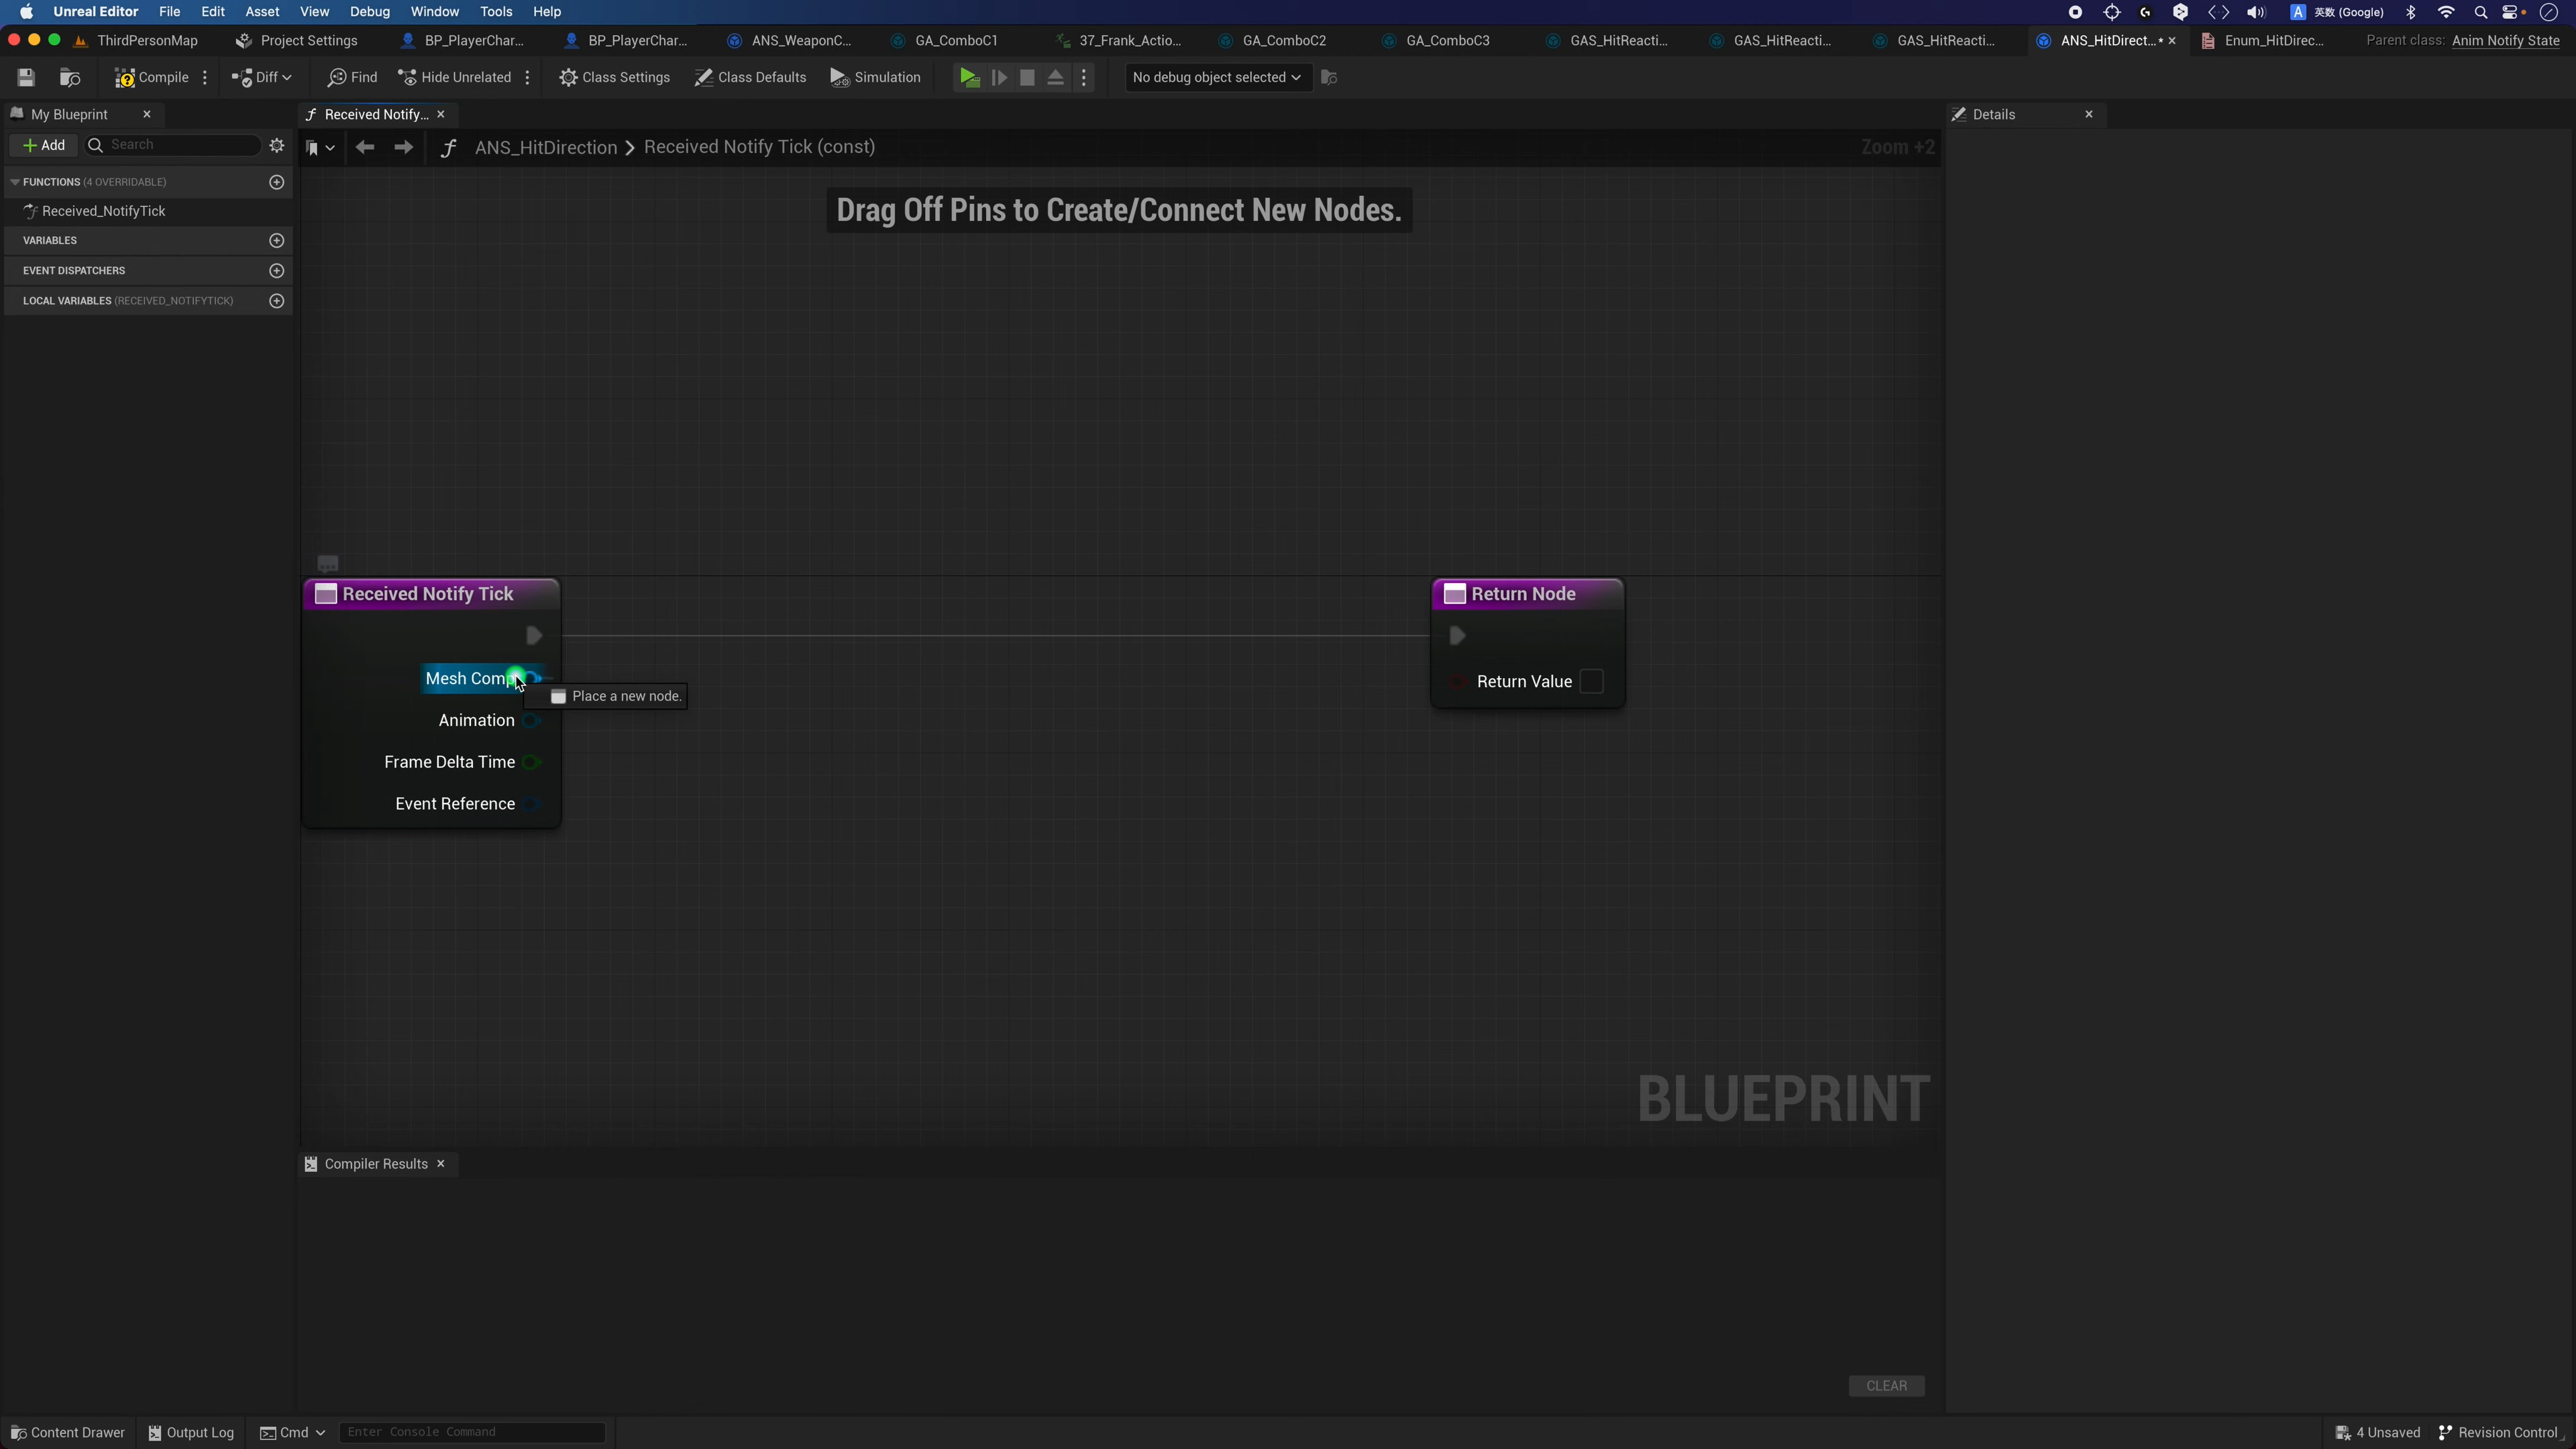 Unreal Editor File Edit Asset View Debug Window Tools Help A 英数 (Google)
ThirdPersonMap Project Settings BP_PlayerChar... BP_PlayerChar... ANS_WeaponC... GA_ComboC1 37_Frank_Actio... GA_ComboC2 GA_ComboC3 GAS_HitReacti... GAS_HitReacti... GAS_HitReacti... ANS_HitDirect... Enum_HitDirec... Parent class: Anim Notify State
Compile Diff Find Hide Unrelated Class Settings Class Defaults Simulation No debug object selected
My Blueprint Received Notify... Details
Add Search ANS_HitDirection > Received Notify Tick (const) Zoom +2
FUNCTIONS (4 OVERRIDABLE)
Received_NotifyTick
VARIABLES
EVENT DISPATCHERS
LOCAL VARIABLES (RECEIVED_NOTIFYTICK)
Drag Off Pins to Create/Connect New Nodes.
Received Notify Tick
Mesh Comp
Place a new node.
Animation
Frame Delta Time
Event Reference
Return Node
Return Value
BLUEPRINT
Compiler Results
CLEAR
Content Drawer Output Log Cmd Enter Console Command 4 Unsaved Revision Control